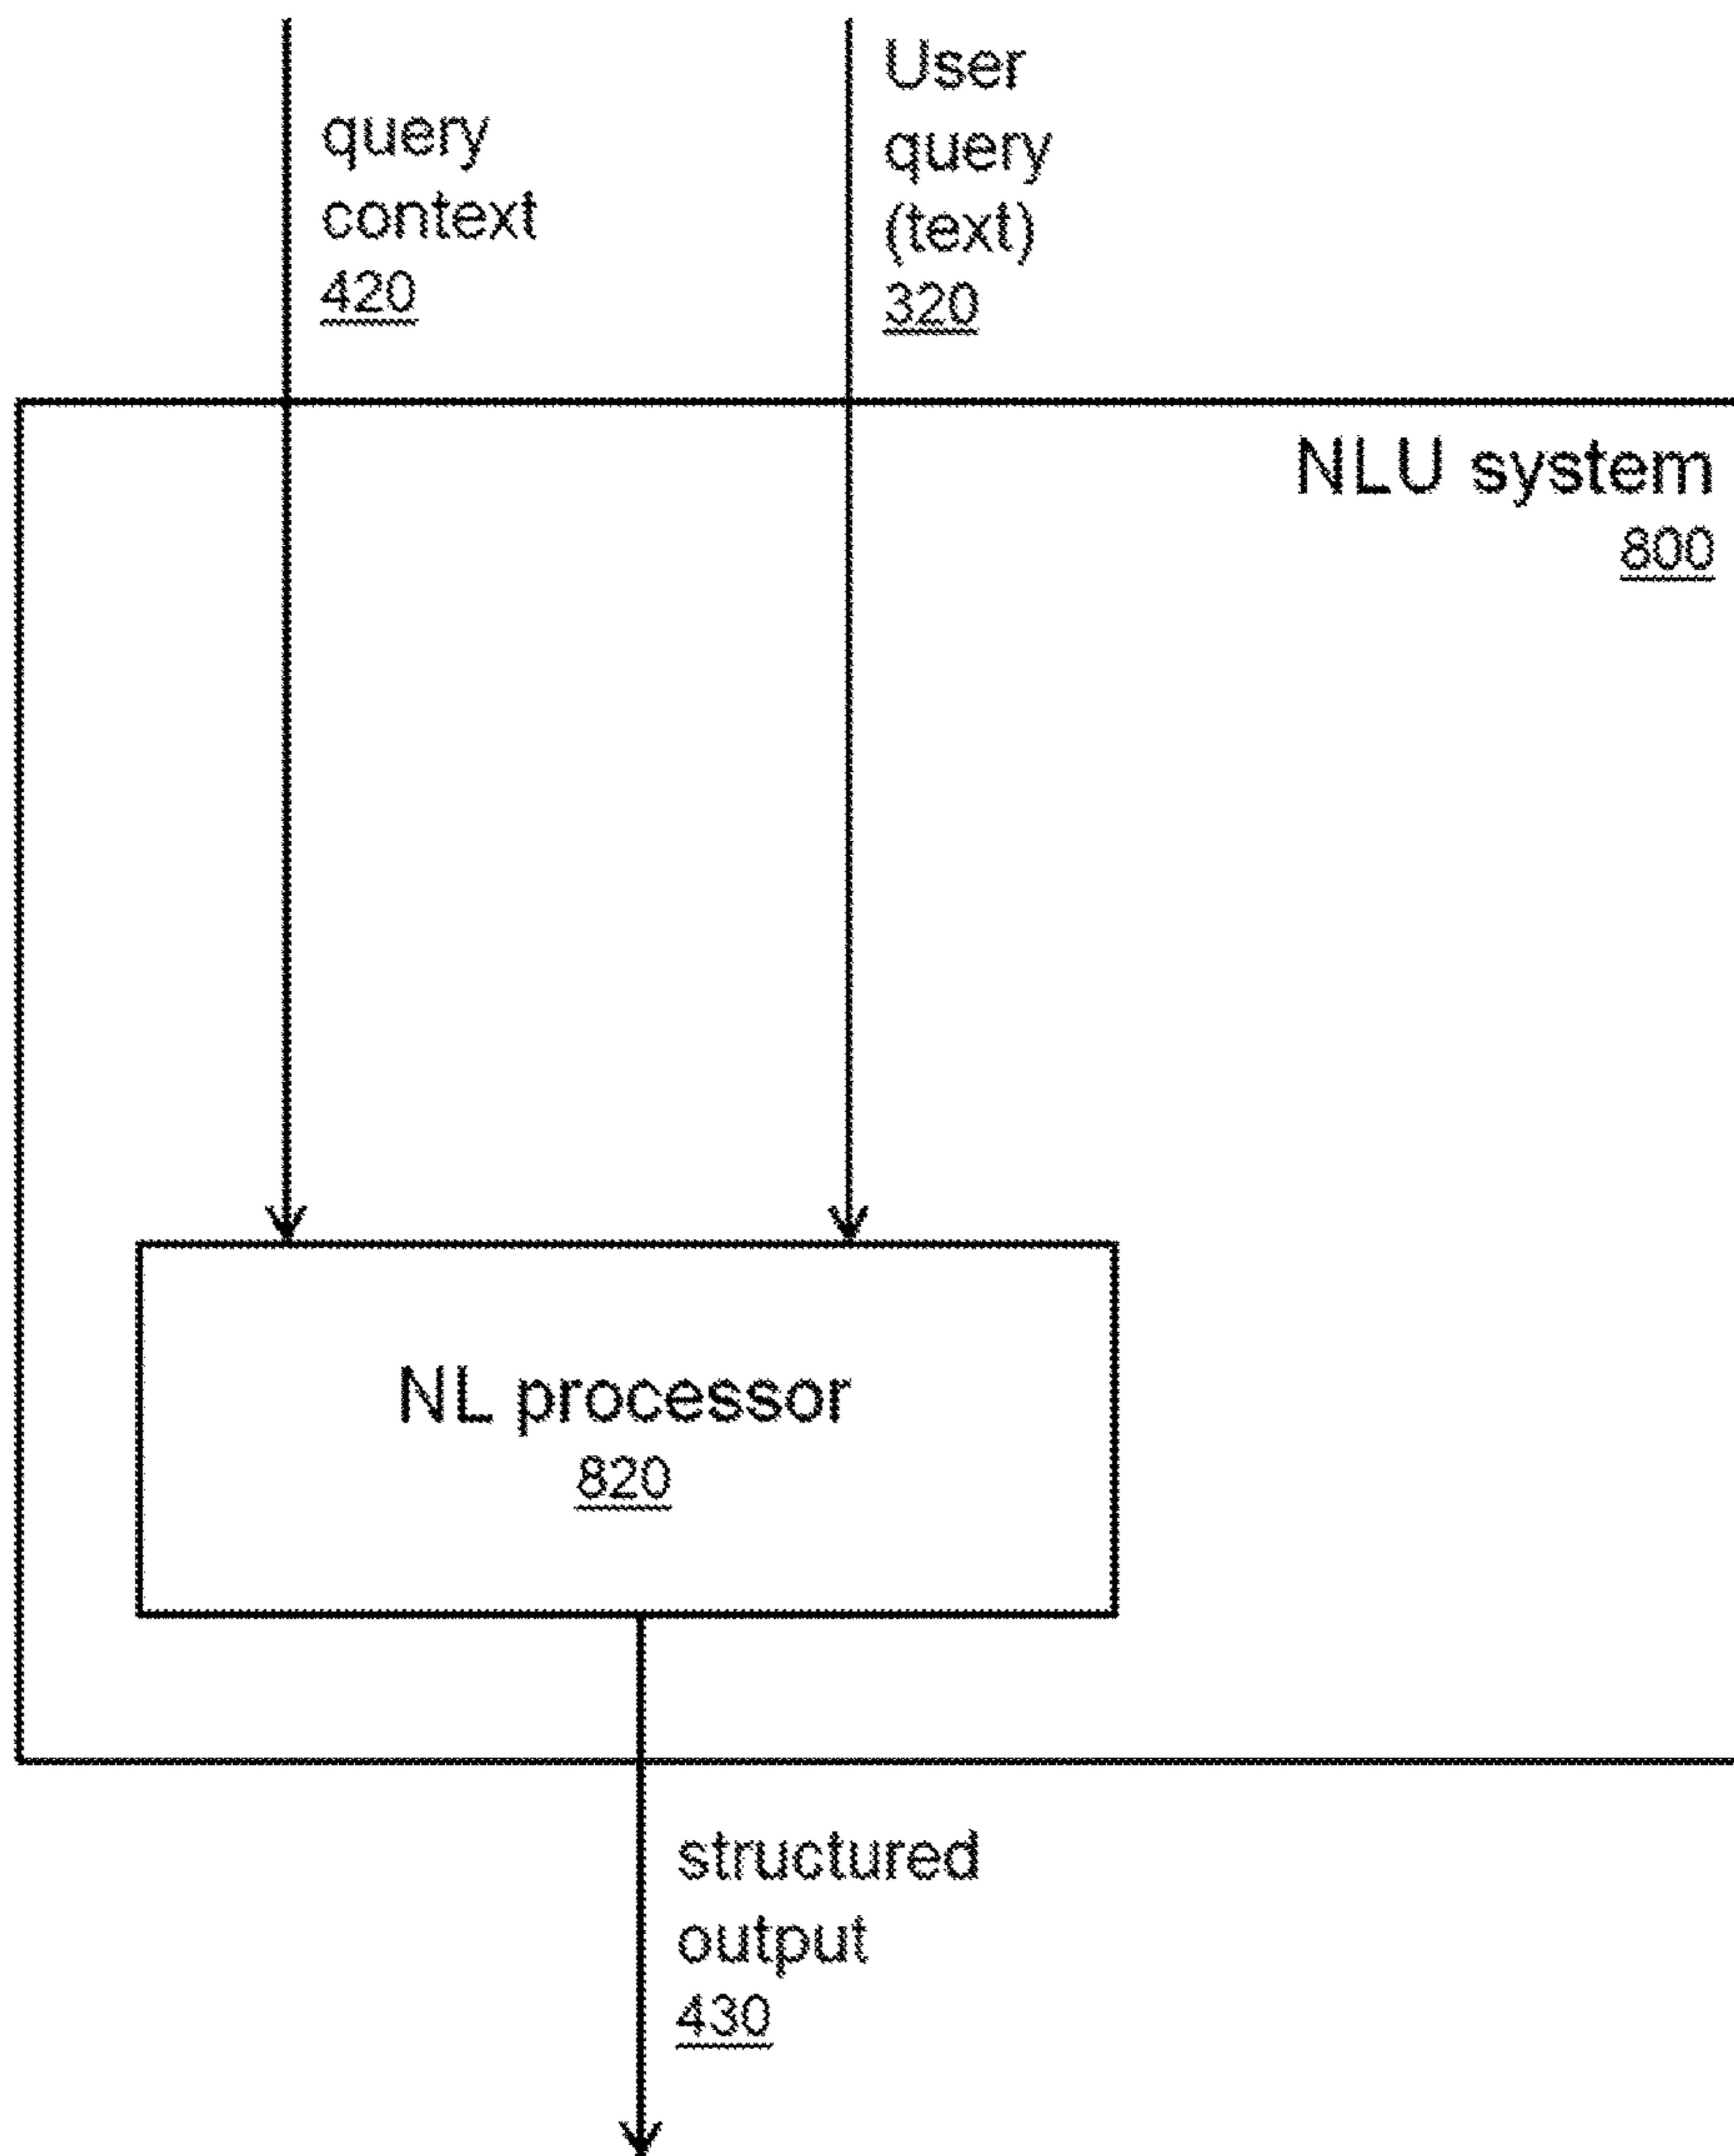 query
context
420
User
query
(text)
320
NLU system
800
NL processor
820
structured
output
430